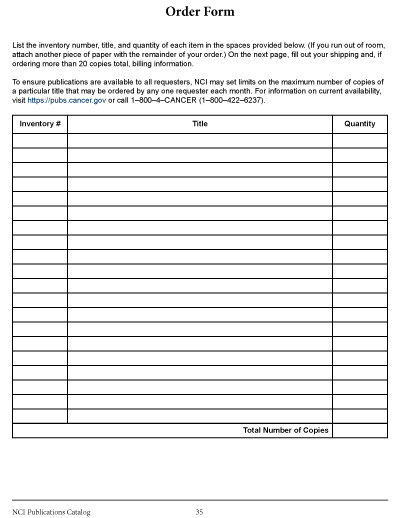 Order Form
List the inventory number, title, and quantity of each item in the spaces provided below. (If you run out of room,
attach another piece of paper with the remainder of your order.) On the next page, fill out your shipping and, if
ordering more than 20 copies total, billing information.
To ensure publications are available to all requesters, NCI may set limits on the maximum number of copies of
a particular title that may be ordered by any one requester each month. For information on current availability,
visit https://pubs.cancer.gov or call 1–800–4–CANCER (1–800–422–6237).
Inventory # Title Quantity
Total Number of Copies
NCI Publications Catalog 35